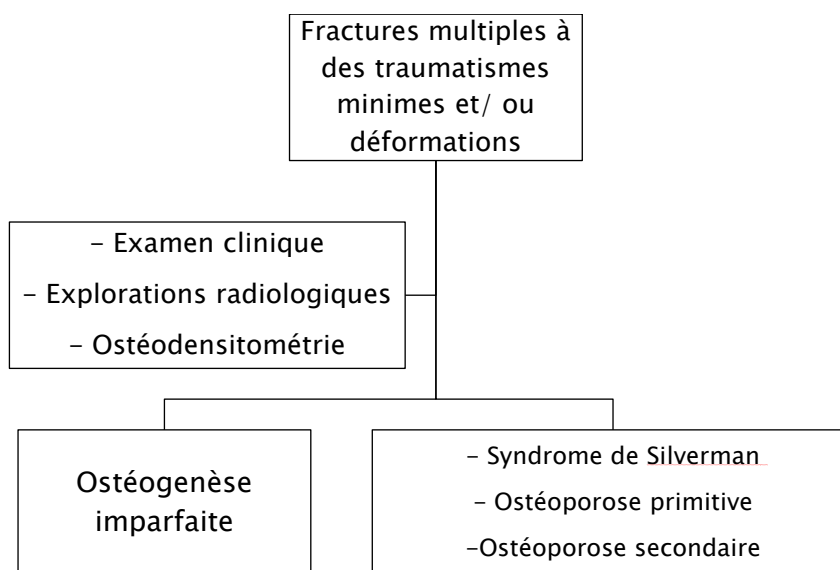 Fractures multiples à
des traumatismes
minimes et/ ou
déformations
– Examen clinique
– Explorations radiologiques
– Ostéodensitométrie
Ostéogenèse
imparfaite
– Syndrome de Silverman
– Ostéoporose primitive
–Ostéoporose secondaire